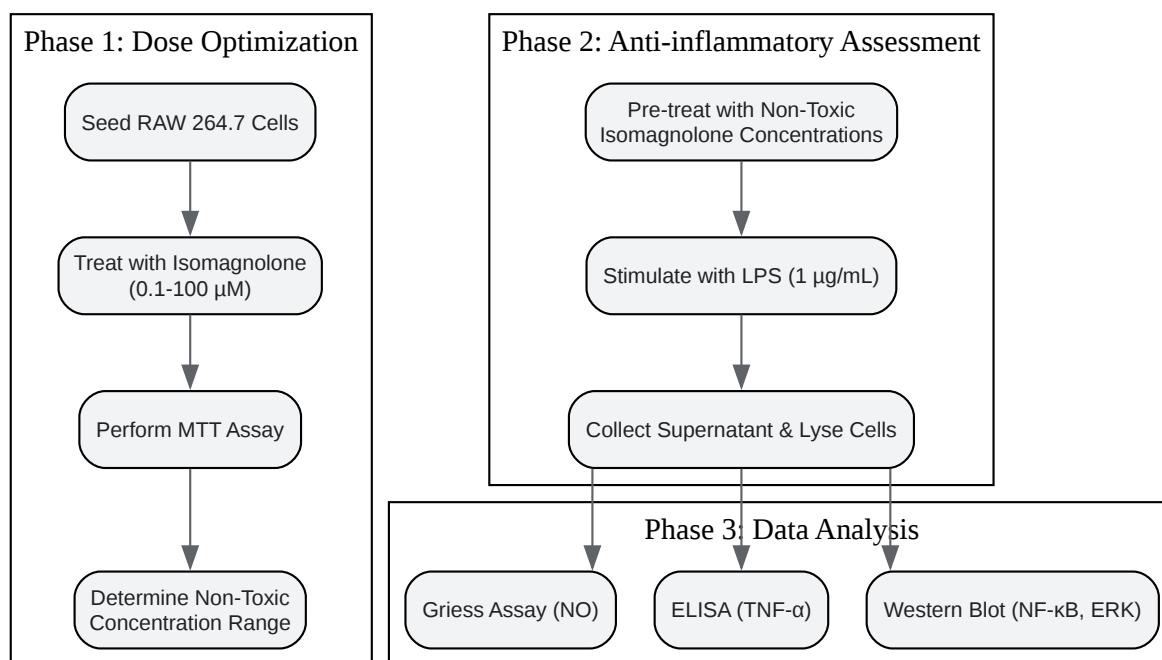 Phase 1: Dose Optimization
Seed RAW 264.7 Cells
Treat with Isomagnolone
(0.1-100 µM)
Perform MTT Assay
Determine Non-Toxic
Concentration Range
Phase 2: Anti-inflammatory Assessment
Pre-treat with Non-Toxic
Isomagnolone Concentrations
Stimulate with LPS (1 µg/mL)
Collect Supernatant & Lyse Cells
Phase 3: Data Analysis
Griess Assay (NO)
ELISA (TNF-α)
Western Blot (NF-κB, ERK)